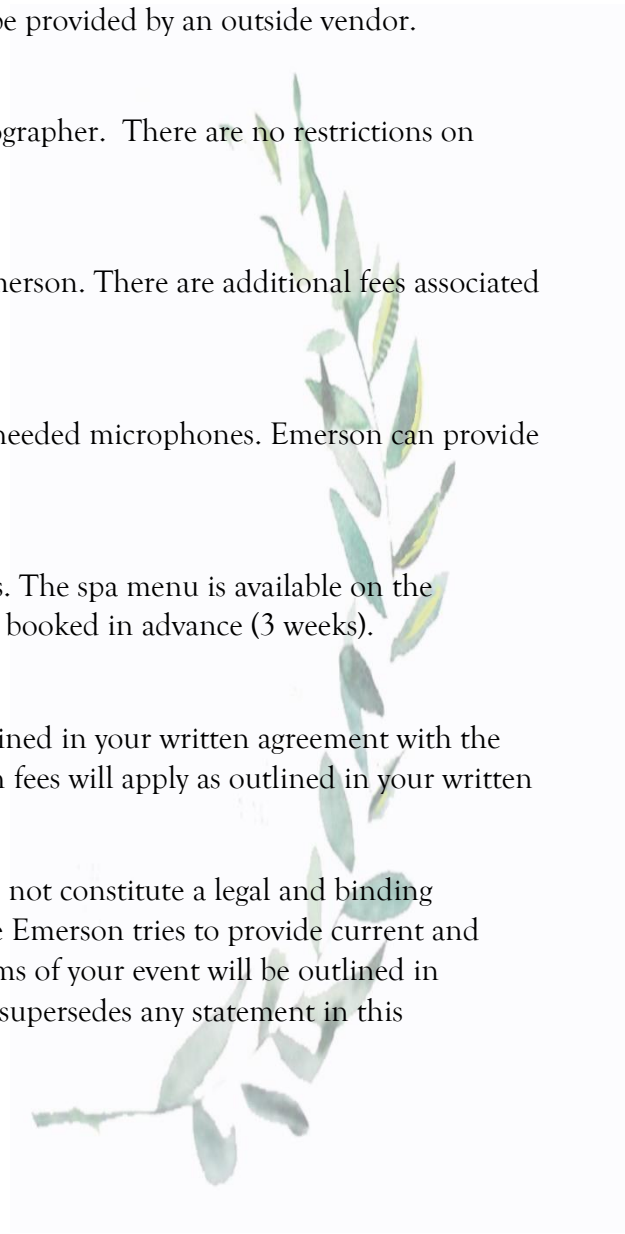 be provided by an outside vendor.
ographer. There are no restrictions on
merson. There are additional fees associated
needed microphones. Emerson can provide
s. The spa menu is available on the
booked in advance (3 weeks).
ined in your written agreement with the
n fees will apply as outlined in your written
not constitute a legal and binding
e Emerson tries to provide current and
ms of your event will be outlined in
supersedes any statement in this